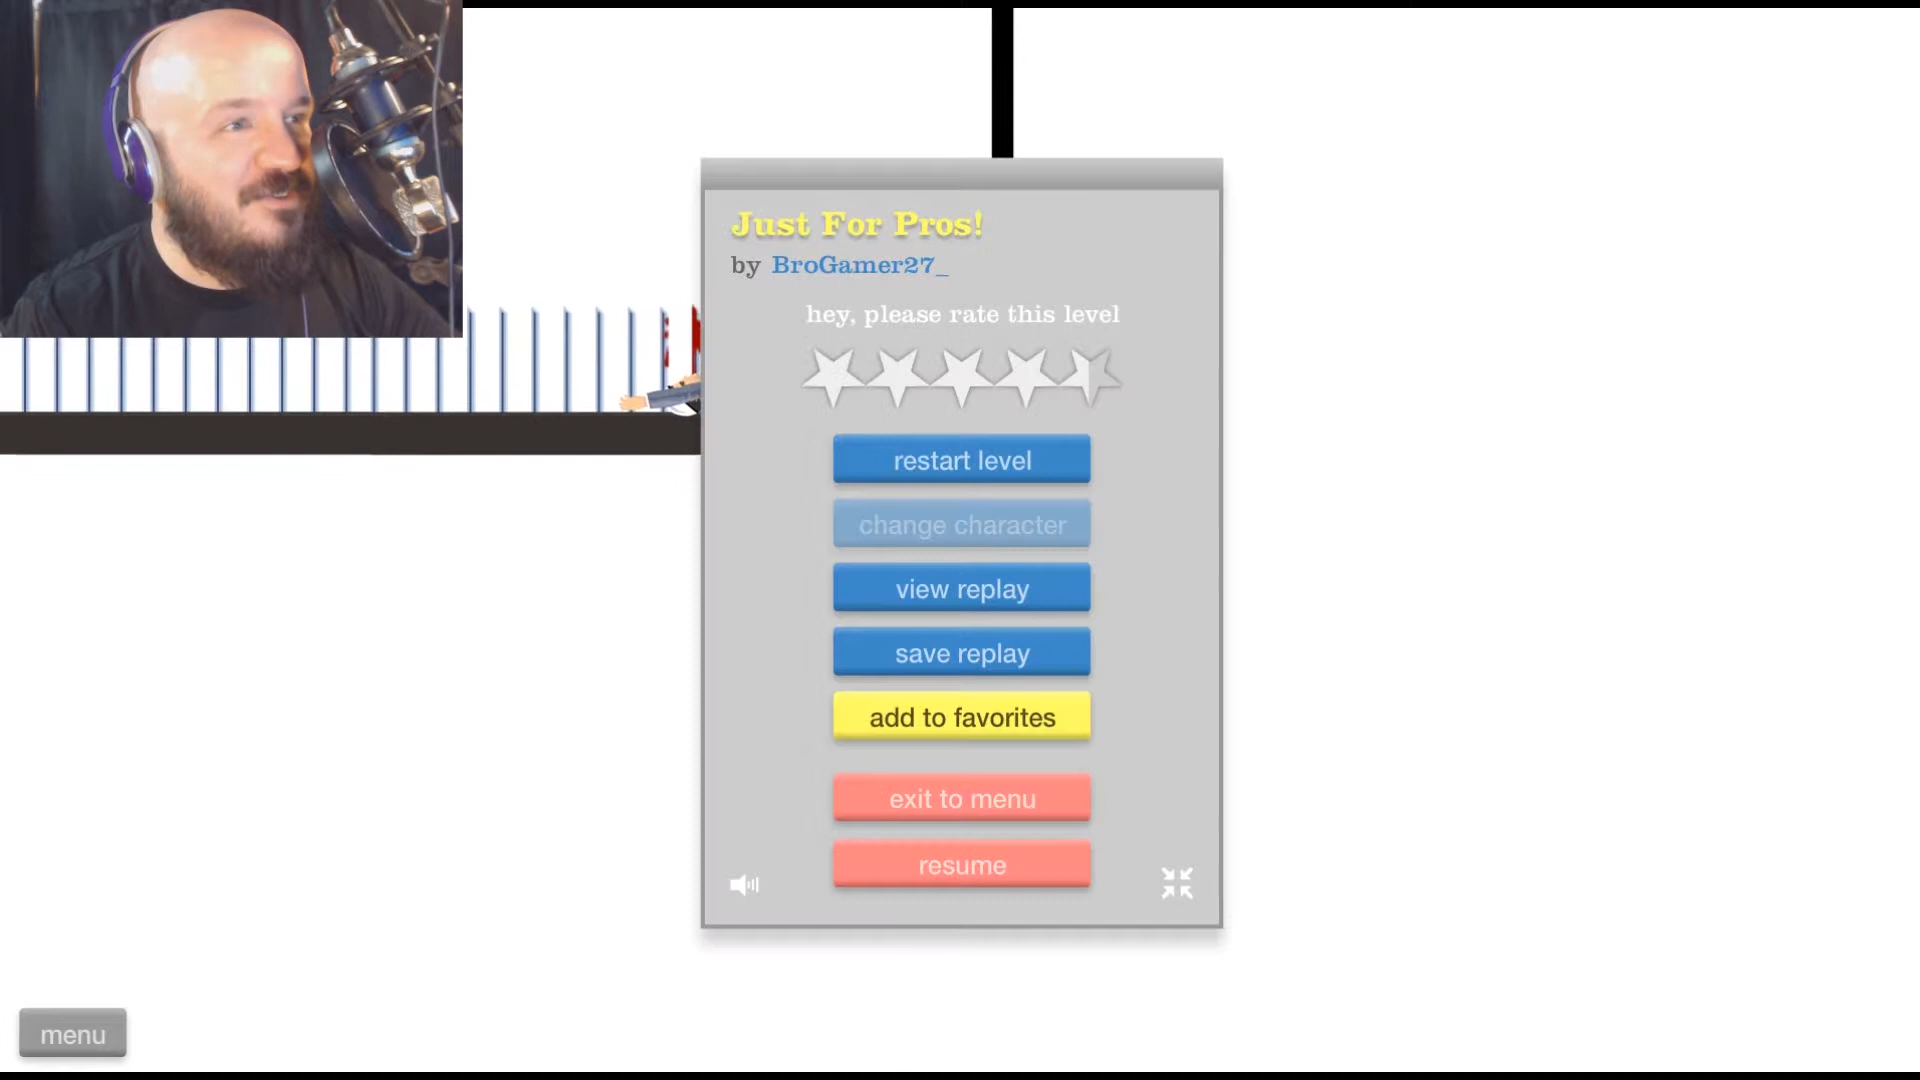 Just For Pros!
by BroGamer27_
hey, please rate this level
restart level
change character
view replay
save replay
add to favorites
exit to menu
resume
menu